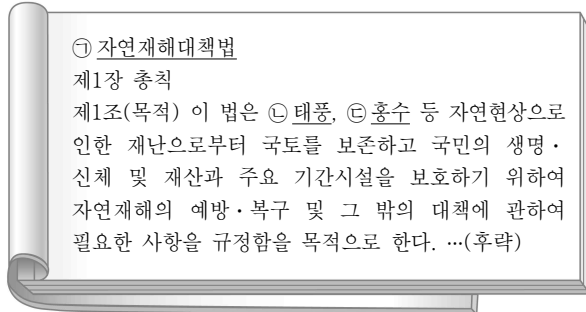 ㉠ 자연재해대책법
제1장 총칙
제1조(목적) 이 법은 ㉡ 태풍, ㉢ 홍수 등 자연현상으로
인한 재난으로부터 국토를 보존하고 국민의 생명·
신체 및 재산과 주요 기간시설을 보호하기 위하여
자연재해의 예방·복구 및 그 밖의 대책에 관하여
필요한 사항을 규정함을 목적으로 한다. …(후략)